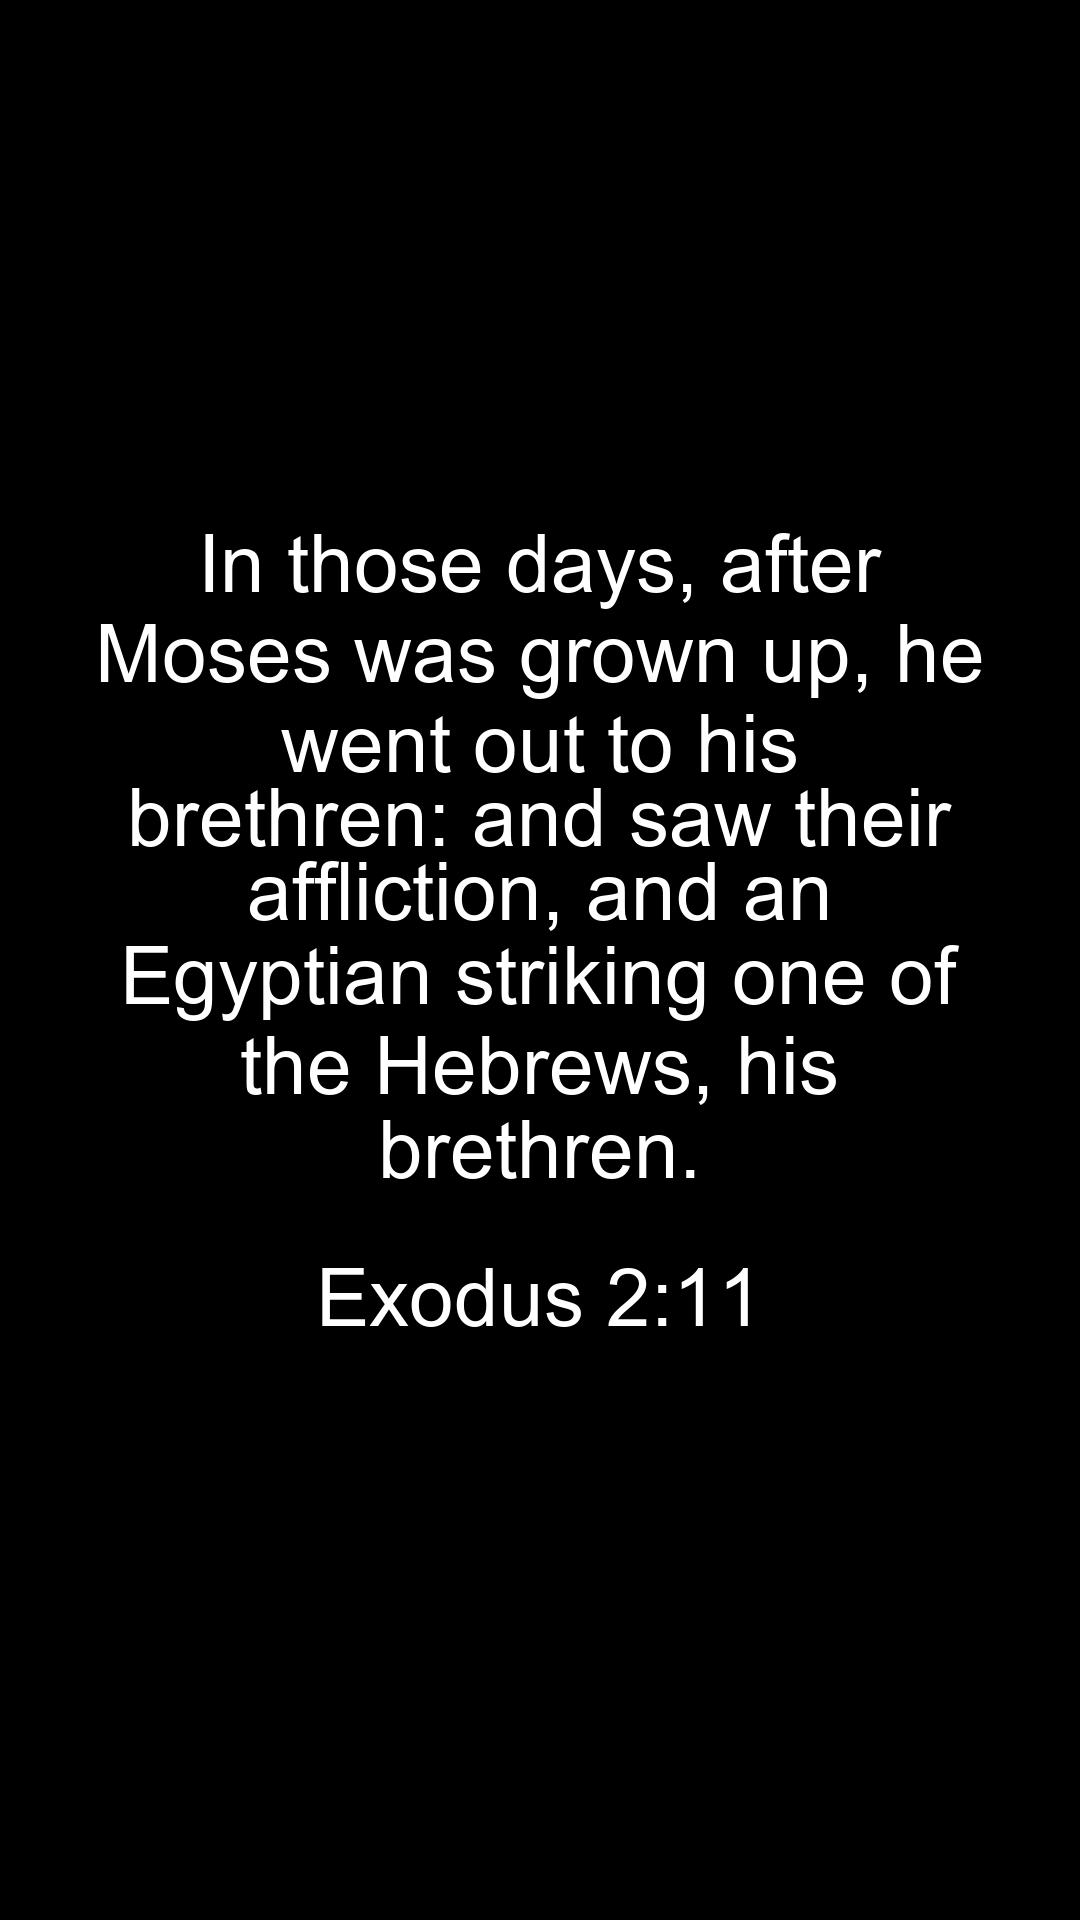 In those days, after
Moses was grown up, he
went out to his
brethren: and saw their
affliction, and an
Egyptian striking one of
the Hebrews, his
brethren.
Exodus 2:11